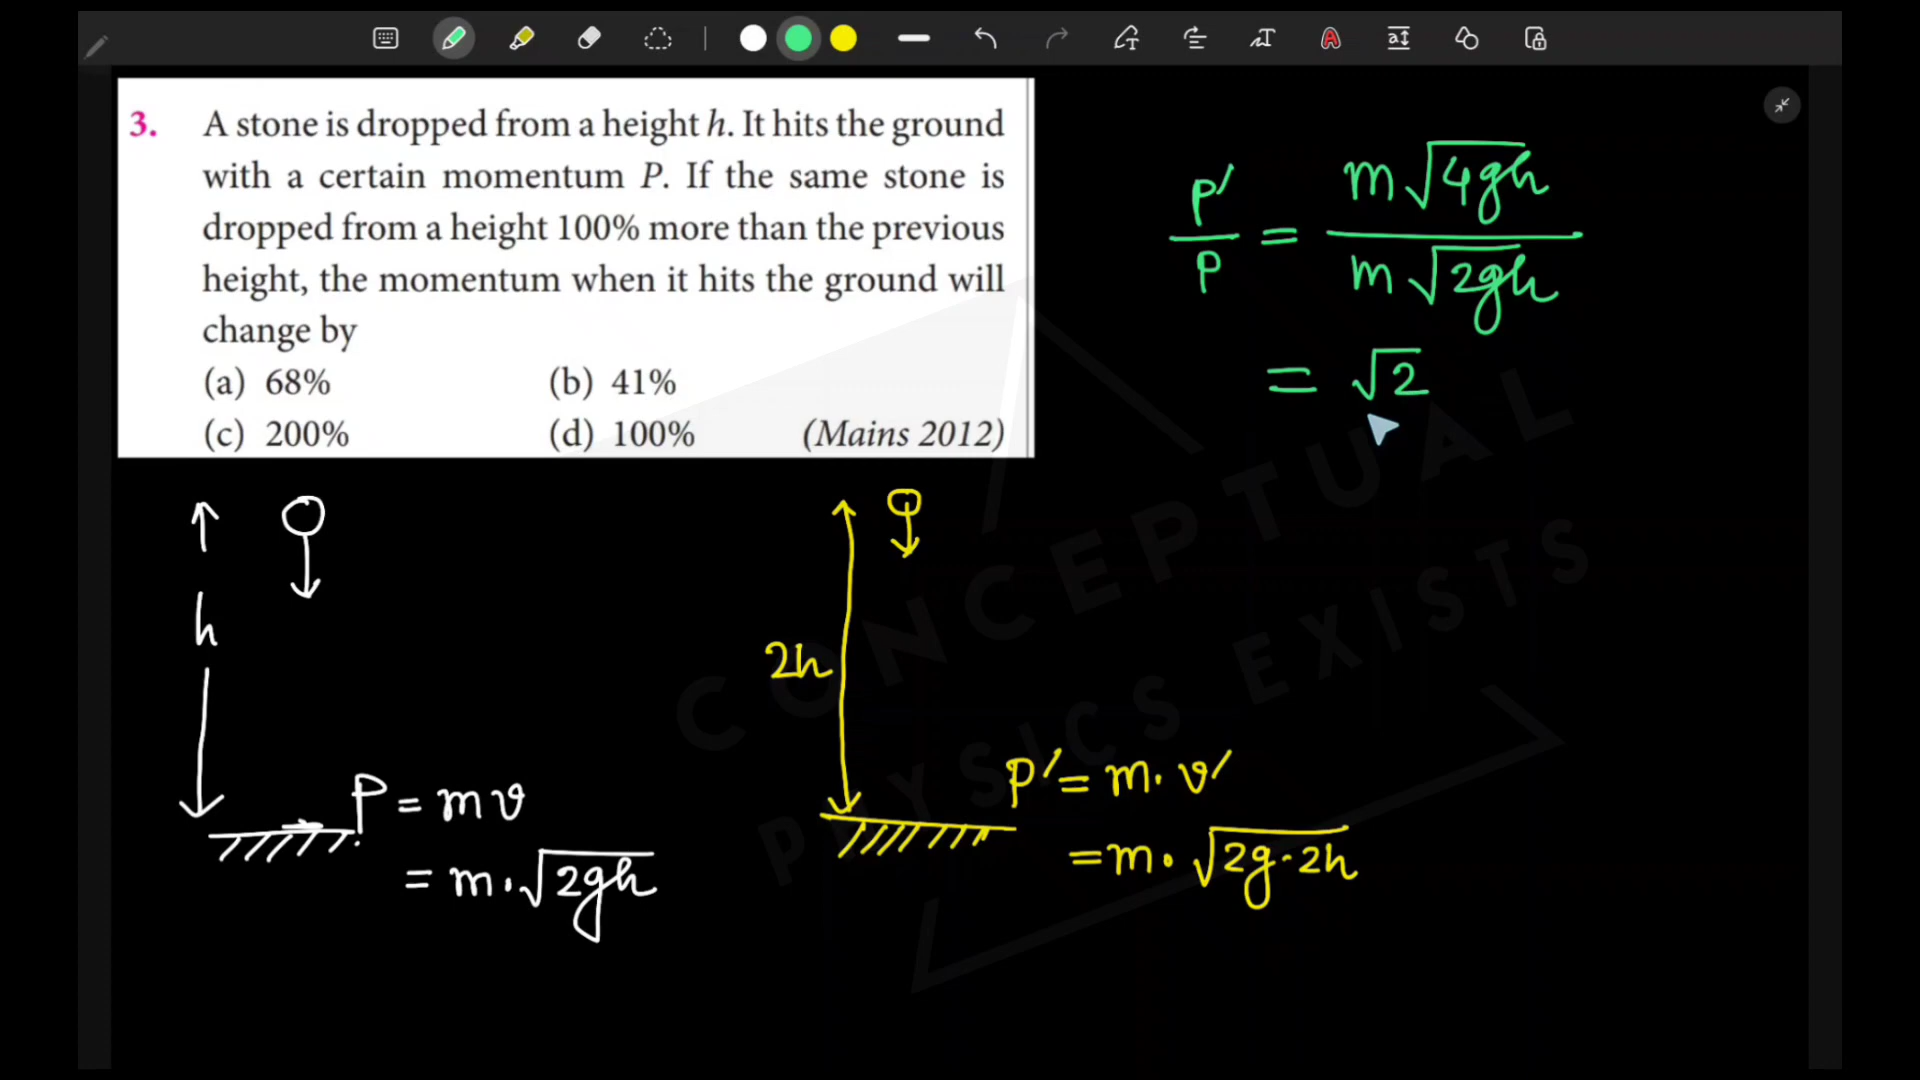 3. A stone is dropped from a height h. It hits the ground
with a certain momentum P. If the same stone is
dropped from a height 100% more than the previous
height, the momentum when it hits the ground will
change by
(a) 68% (b) 41%
(c) 200% (d) 100% (Mains 2012)
P'/P = m√4gh / m√2gh
= √2
h
P = mv
= m.√2gh
2h
P' = m.v'
= m.√2g.2h
CONCEPTUAL
PHYSICS EXISTS